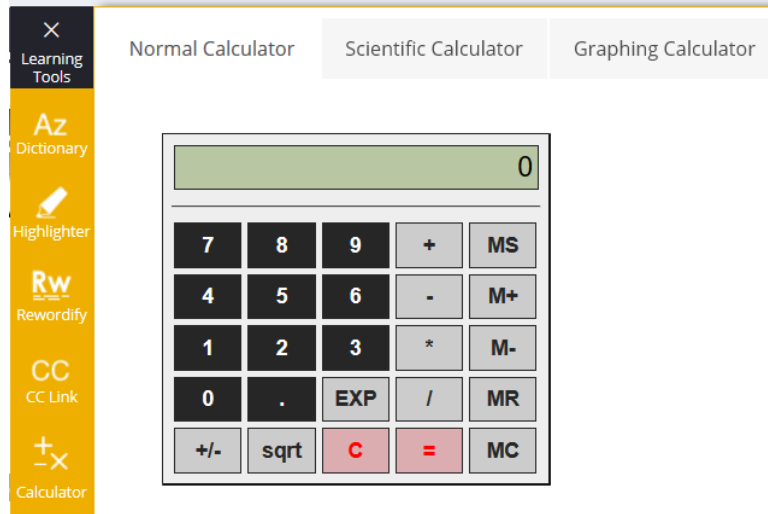 ×
Learning
Tools
Az
Dictionary
Highlighter
Rw
Rewordify
CC
CC Link
+
-×
Calculator
Normal Calculator Scientific Calculator Graphing Calculator
0
7 8 9 + MS
4 5 6 - M+
1 2 3 * M-
0 . EXP / MR
+/- sqrt C = MC